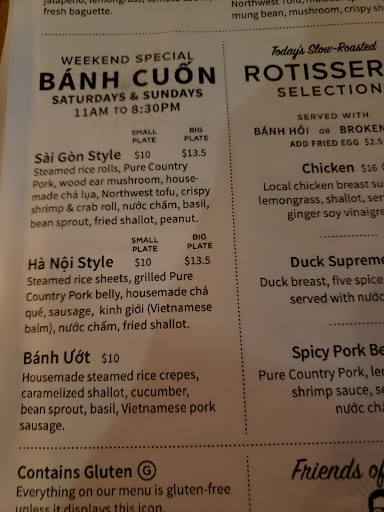 jalapeño, lemongrass,
fresh baguette.
WEEKEND SPECIAL
BÁNH CUỐN
SATURDAYS & SUNDAYS
11AM TO 8:30PM
SMALL PLATE BIG PLATE
Sài Gòn Style $10 $13.5
Steamed rice rolls, Pure Country
Pork, wood ear mushroom, house-
made chả lụa, Northwest tofu, crispy
shrimp & crab roll, nước chấm, basil,
bean sprout, fried shallot, peanut.
SMALL PLATE BIG PLATE
Hà Nội Style $10 $13.5
Steamed rice sheets, grilled Pure
Country Pork belly, housemade chả
quế, sausage, kinh giới (Vietnamese
balm), nước chấm, fried shallot.
Bánh Ướt $10
Housemade steamed rice crepes,
caramelized shallot, cucumber,
bean sprout, basil, Vietnamese pork
sausage.
Contains Gluten G
Everything on our menu is gluten-free
unless it displays this icon.
Northwest Tofu,
mung bean, mushroom, crispy sh
Today's Slow-Roasted
ROTISSER
SELECTION
SERVED WITH
BÁNH HỎI OR BROKEN
ADD FRIED EGG $2.5
Chicken $16
Local chicken breast su
lemongrass, shallot, ser
ginger soy vinaigre
Duck Supreme
Duck breast, five spice
served with nước
Spicy Pork Be
Pure Country Pork, le
shrimp sauce, s
nước ch
Friends of